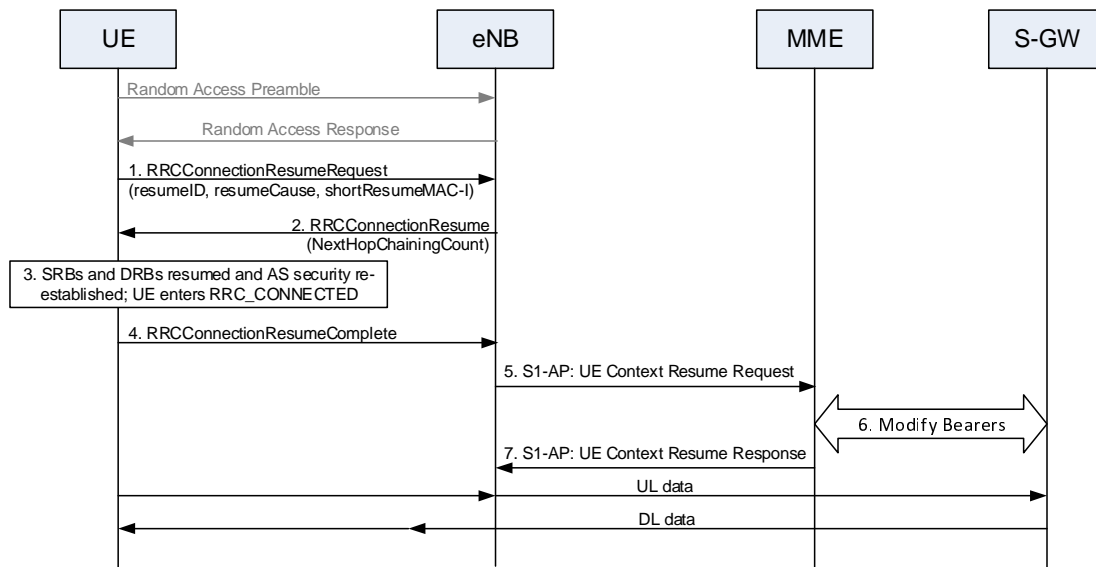 UE
eNB
MME
S-GW
Random Access Preamble
Random Access Response
1. RRCConnectionResumeRequest
(resumeID, resumeCause, shortResumeMAC-I)
2. RRCConnectionResume
(NextHopChainingCount)
3. SRBs and DRBs resumed and AS security re-
established; UE enters RRC_CONNECTED
4. RRCConnectionResumeComplete
5. S1-AP: UE Context Resume Request
6. Modify Bearers
7. S1-AP: UE Context Resume Response
UL data
DL data